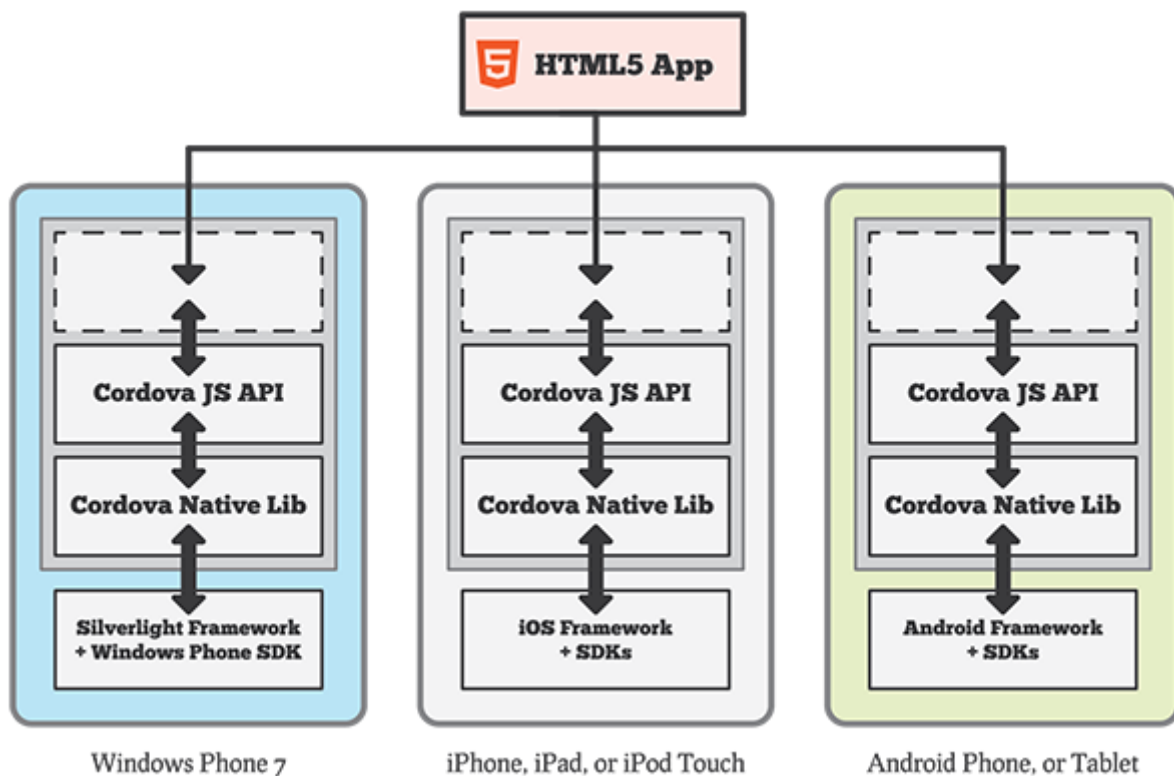 5 HTML5 App
Cordova JS API
Cordova Native Lib
Silverlight Framework
+ Windows Phone SDK
Windows Phone 7
Cordova JS API
Cordova Native Lib
iOS Framework
+ SDKs
iPhone, iPad, or iPod Touch
Cordova JS API
Cordova Native Lib
Android Framework
+ SDKs
Android Phone, or Tablet